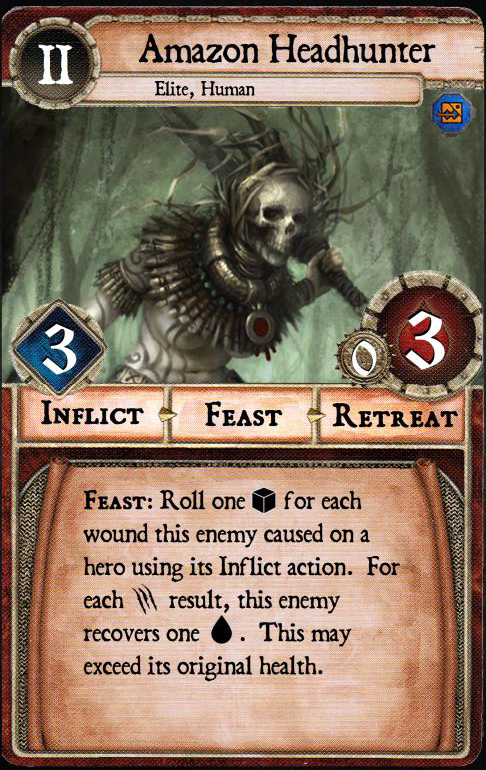 II
Amazon Headhunter
Elite, Human
3
0
3
INFLICT
FEAST
RETREAT
FEAST: Roll one for each
wound this enemy caused on a
hero using its Inflict action. For
each result, this enemy
recovers one . This may
exceed its original health.